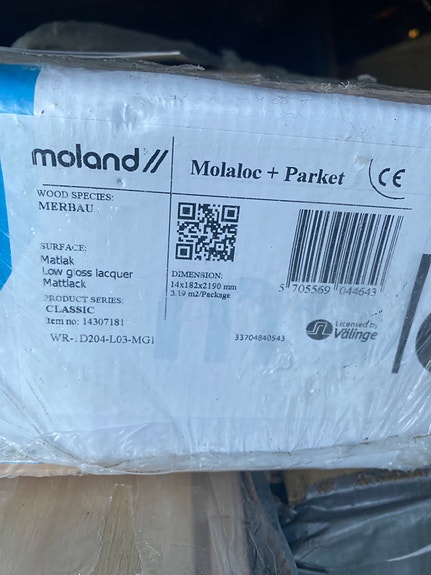 moland//
Molaloc + Parket
CE
WOOD SPECIES:
MERBAU
SURFACE:
Matlak
Low gloss lacquer
Mattlack
DIMENSION:
14x182x2190 mm
3.19 m2/Package
5 705569 044643
PRODUCT SERIES:
CLASSIC
Item no: 14307181
Licensed by
Välinge
WR-1D204-L03-MG1
33704840543